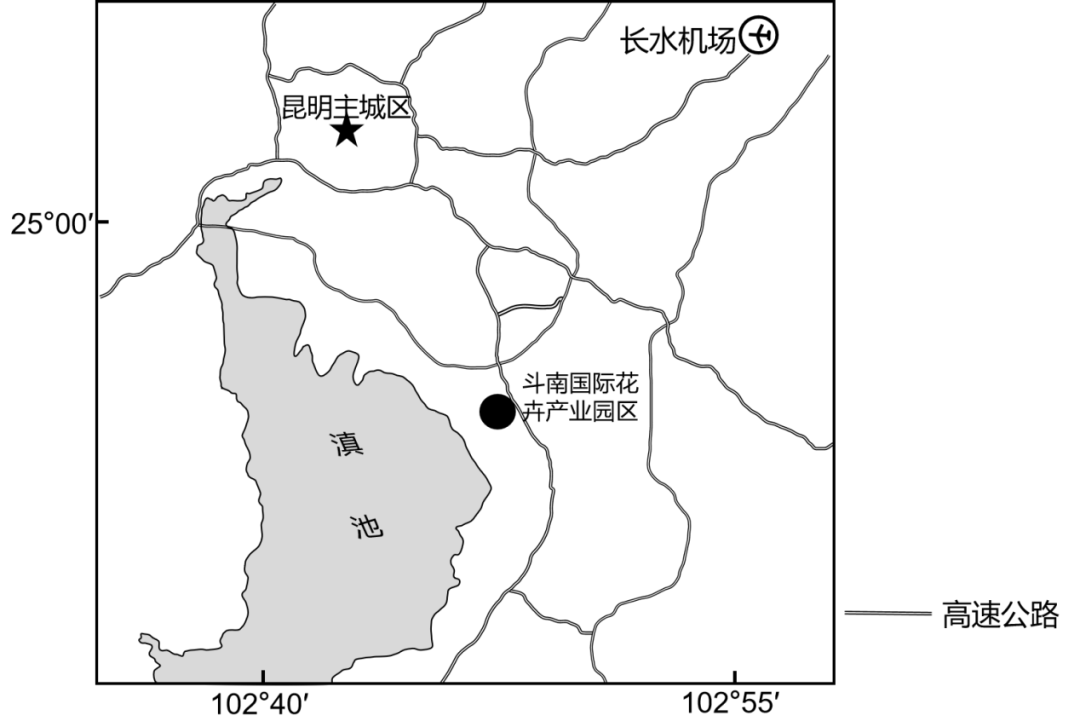 长水机场
昆明主城区
25°00′
斗南国际花
卉产业园区
滇
池
高速公路
102°40′
102°55′